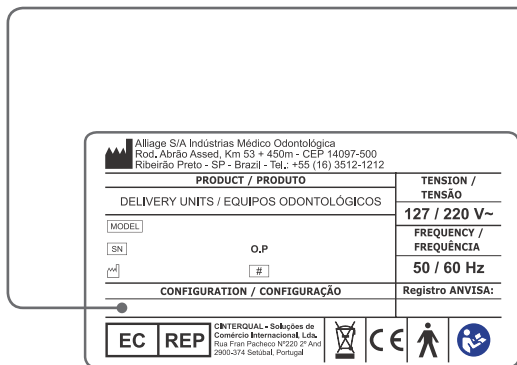 Alliage S/A Indústrias Médico Odontológica
Rod. Abrão Assed, Km 53 + 450m - CEP 14097-500
Ribeirão Preto - SP - Brazil - Tel.: +55 (16) 3512-1212
PRODUCT / PRODUTO
DELIVERY UNITS / EQUIPOS ODONTOLÓGICOS
MODEL
SN
O.P
#
CONFIGURATION / CONFIGURAÇÃO
TENSION /
TENSÃO
127 / 220 V~
FREQUENCY /
FREQUÊNCIA
50 / 60 Hz
Registro ANVISA:
EC REP
CINTERQUAL - Soluções de
Comércio Internacional, Lda.
Rua Fran Pacheco Nº220 2º And
2900-374 Setúbal, Portugal
CE